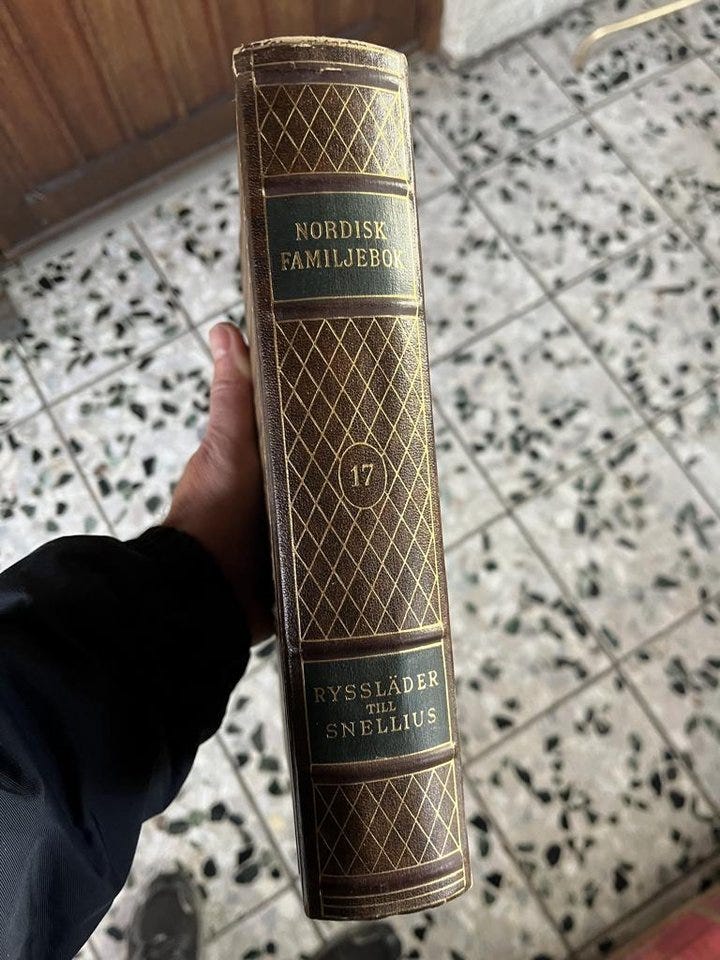 NORDISK
FAMILJEBOK
17
RYSSLÄDER
TILL
SNELLIUS